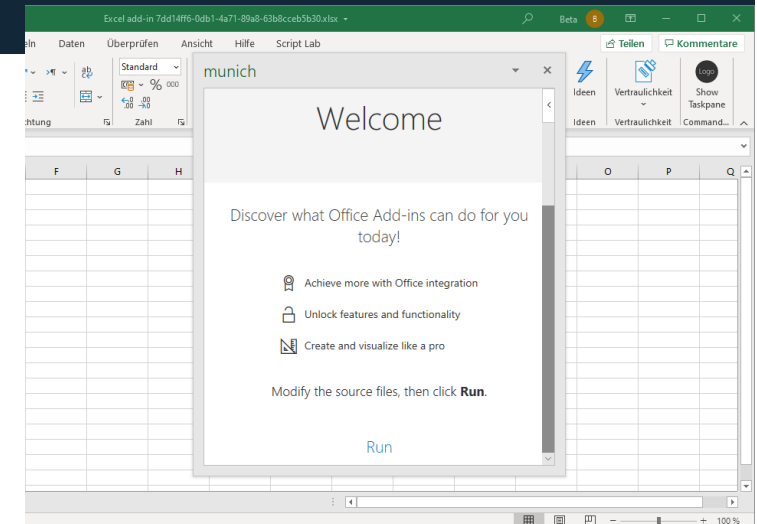 Excel add-in 7dd14ff6-0db1-4a71-89a8-63b8cceb5b30.xlsx
Beta B
eln Daten Überprüfen Ansicht Hilfe Script Lab Teilen Kommentare
ab
Standard
% 000
htung Zahl
munich
Welcome
Discover what Office Add-ins can do for you
today!
Achieve more with Office integration
Unlock features and functionality
Create and visualize like a pro
Modify the source files, then click Run.
Run
Ideen
Vertraulichkeit
Logo
Show
Taskpane
Ideen Vertraulichkeit Command...
F G H O P Q
100 %